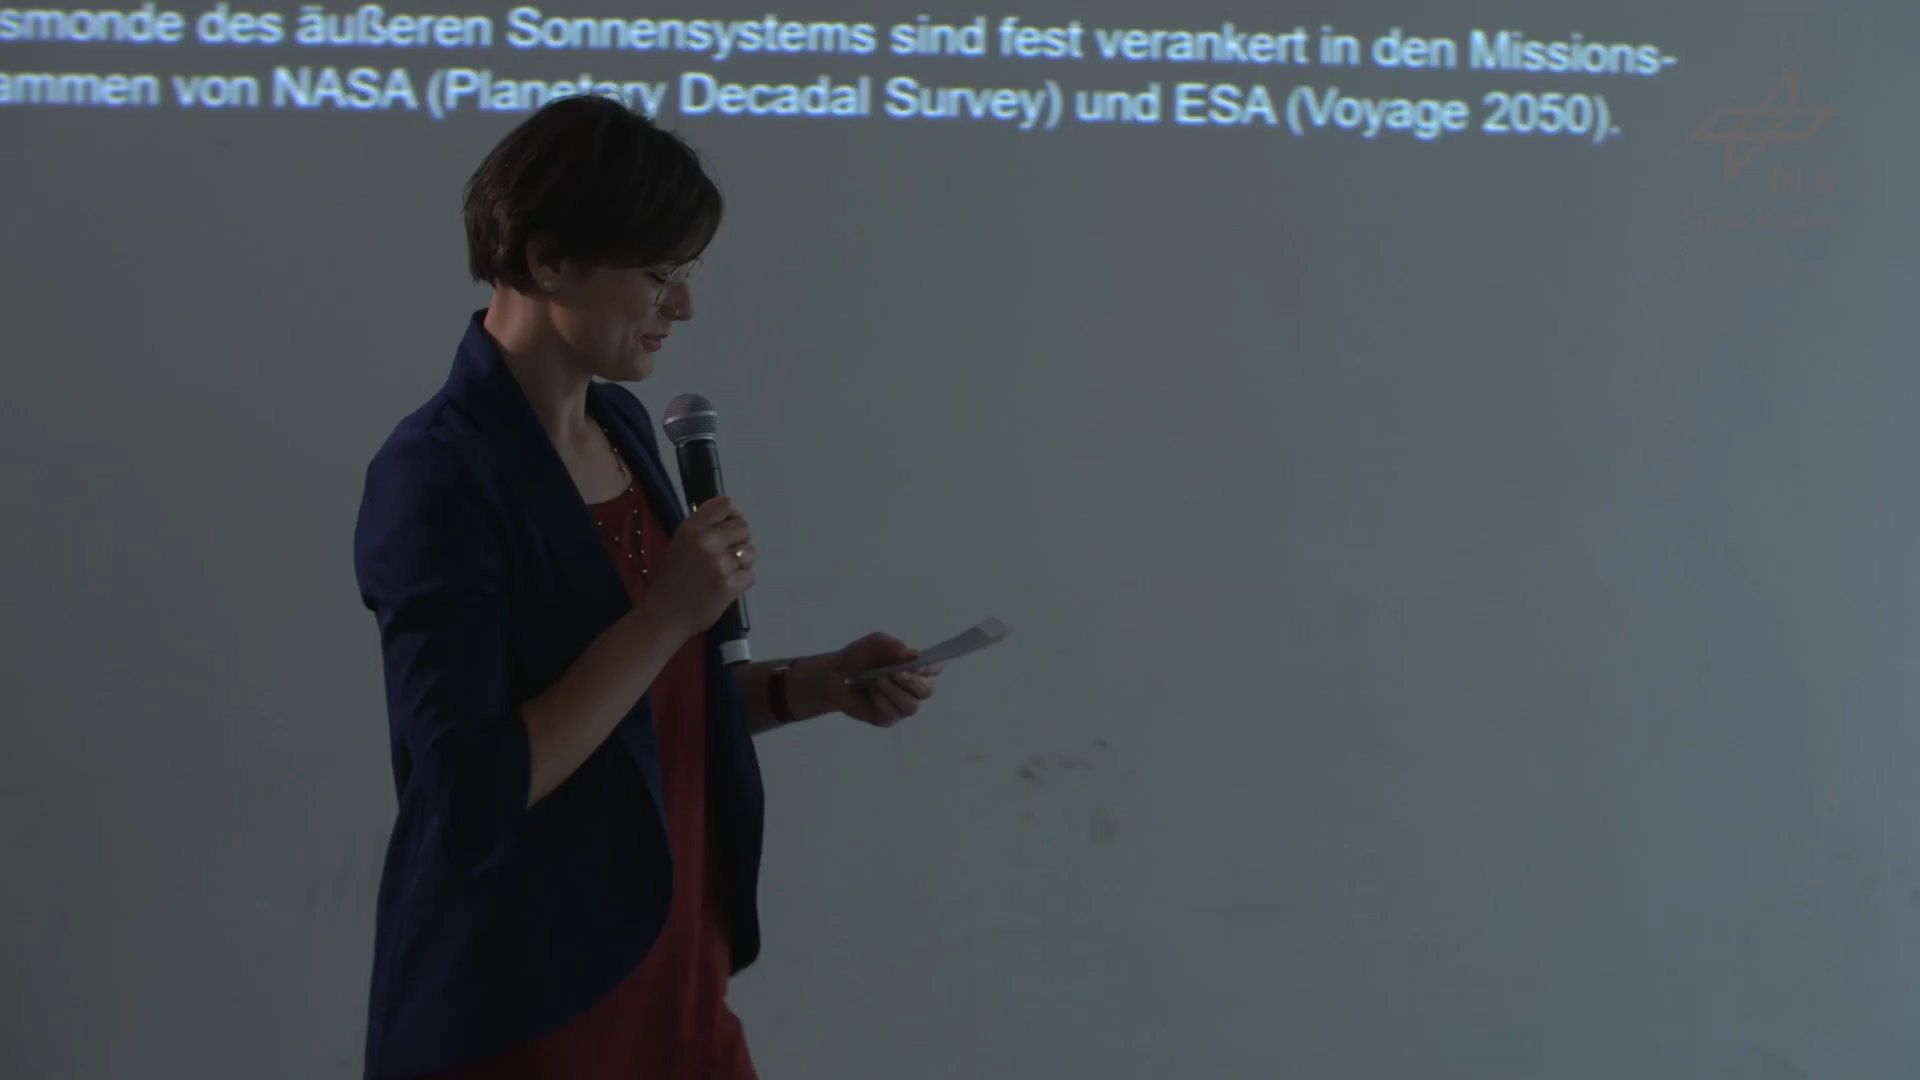 smonde des äußeren Sonnensystems sind fest verankert in den Missions-
ammen von NASA (Planetary Decadal Survey) und ESA (Voyage 2050).
DLR